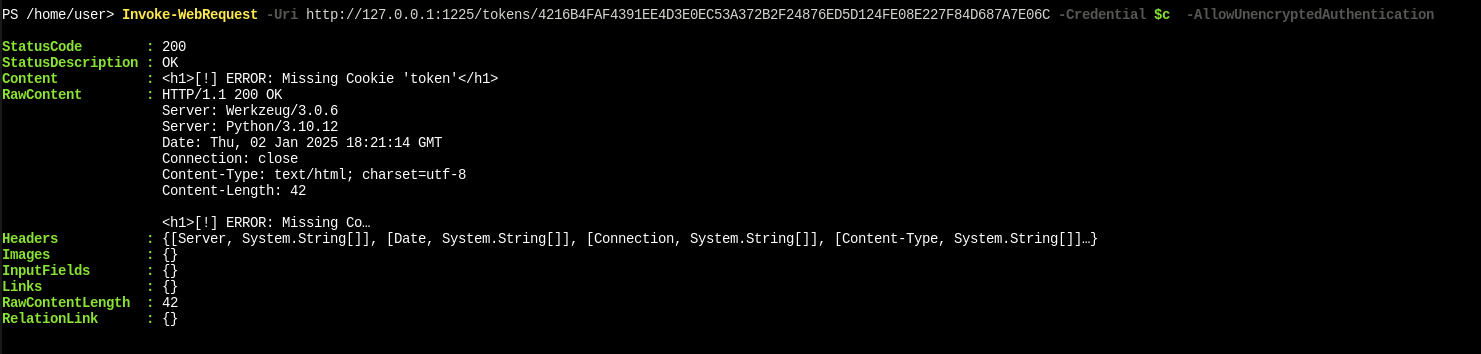 PS /home/user> Invoke-WebRequest -Uri http://127.0.0.1:1225/tokens/4216B4FAF4391EE4D3E0EC53A372B2F24876ED5D124FE08E227F84D687A7E06C -Credential $c  -AllowUnencryptedAuthentication
StatusCode        : 200
StatusDescription : OK
Content           : <h1>[!] ERROR: Missing Cookie 'token'</h1>
RawContent        : HTTP/1.1 200 OK
                    Server: Werkzeug/3.0.6
                    Server: Python/3.10.12
                    Date: Thu, 02 Jan 2025 18:21:14 GMT
                    Connection: close
                    Content-Type: text/html; charset=utf-8
                    Content-Length: 42
                    <h1>[!] ERROR: Missing Co…
Headers           : {[Server, System.String[]], [Date, System.String[]], [Connection, System.String[]], [Content-Type, System.String[]]…}
Images            : {}
InputFields       : {}
Links             : {}
RawContentLength  : 42
RelationLink      : {}